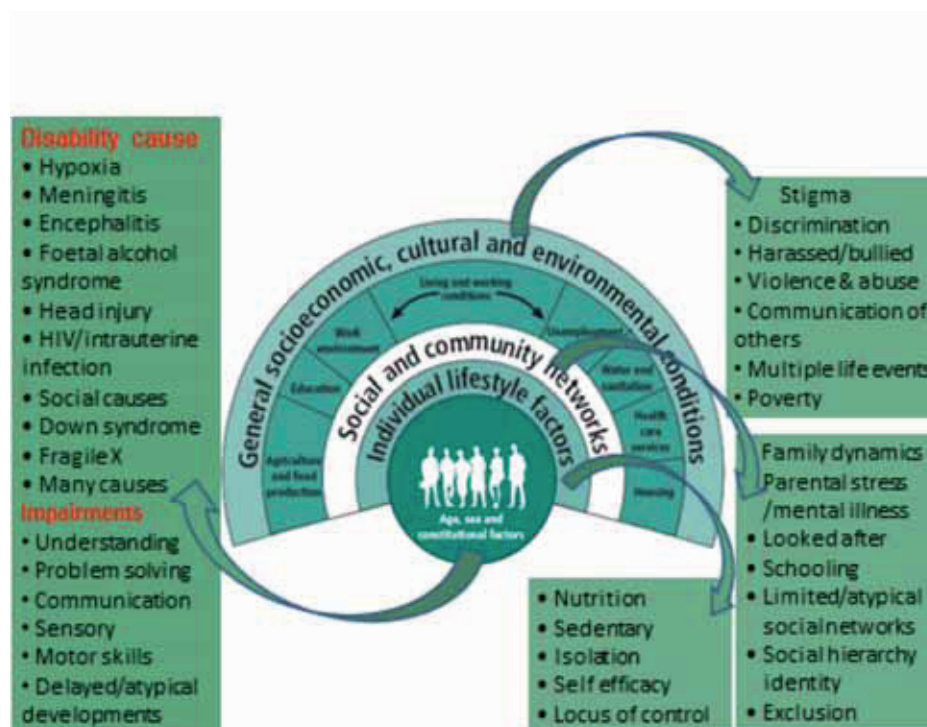 Disability cause
• Hypoxia
• Meningitis
• Encephalitis
• Foetal alcohol
syndrome
• Head injury
• HIV/intrauterine
infection
• Social causes
• Down syndrome
• FragileX
• Many causes
Impairments
• Understanding
• Problem solving
• Communication
• Sensory
• Motor skills
• Delayed/atypical
developments
General socioeconomic, cultural and environmental conditions
Living and working
conditions
Work
environment
Unemployment
Education
Water and
sanitation
Agriculture
and food
production
Health
care
services
Housing
Social and community networks
Individual lifestyle factors
Age, sex and
constitutional factors
Stigma
• Discrimination
• Harassed/bullied
• Violence & abuse
• Communication of
others
• Multiple life events
• Poverty
Family dynamics
Parental stress
/mental illness
• Looked after
• Schooling
• Limited/atypical
social networks
• Social hierarchy
identity
• Exclusion
• Nutrition
• Sedentary
• Isolation
• Self efficacy
• Locus of control